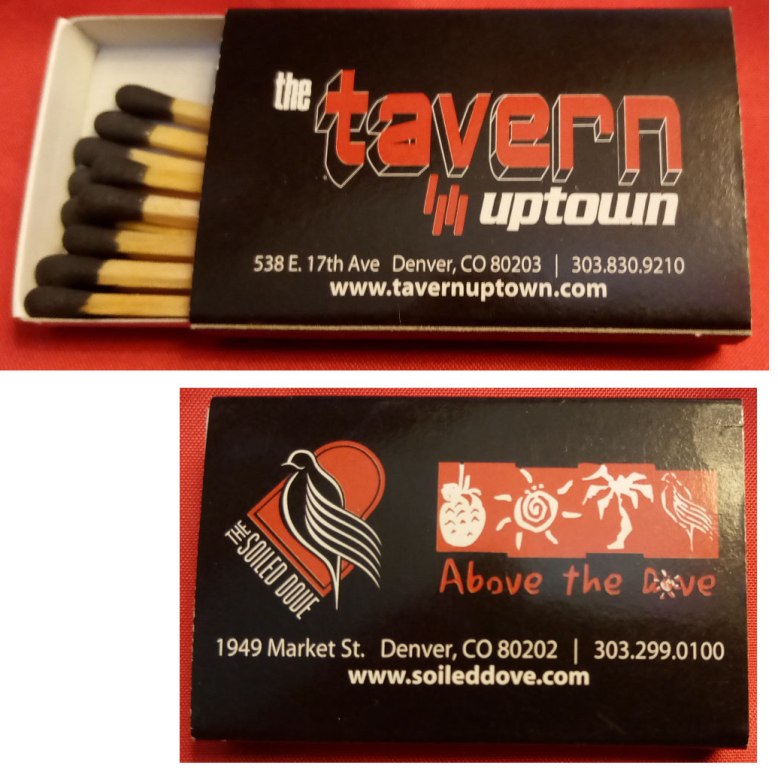 the tavern
uptown
538 E. 17th Ave Denver, CO 80203 | 303.830.9210
www.tavernuptown.com
THE SOILED DOVE
Above the Dove
1949 Market St. Denver, CO 80202 | 303.299.0100
www.soileddove.com